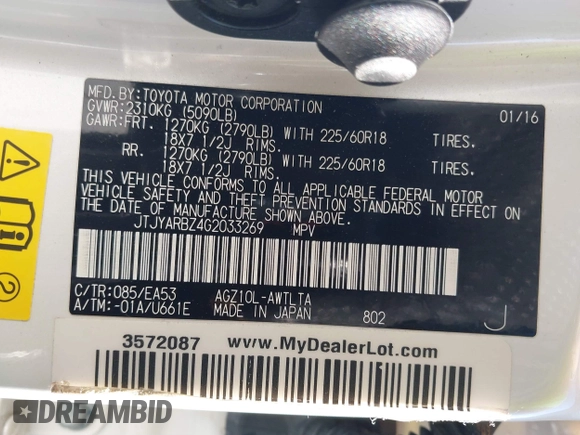 MFD.BY:TOYOTA MOTOR CORPORATION 01/16
GVWR:2310KG (5090LB)
GAWR:FRT. 1270KG (2790LB) WITH 225/60R18 TIRES.
18X7 1/2J RIMS.
RR. 1270KG (2790LB) WITH 225/60R18 TIRES.
18X7 1/2J RIMS.
THIS VEHICLE CONFORMS TO ALL APPLICABLE FEDERAL MOTOR
VEHICLE SAFETY AND THEFT PREVENTION STANDARDS IN EFFECT ON
THE DATE OF MANUFACTURE SHOWN ABOVE.
JTJYARBZ4G2033269 MPV
C/TR:085/EA53 AGZ10L-AWTLTA
A/TM:-01A/U661E MADE IN JAPAN 802 J
2
3572087 www.MyDealerLot.com
DREAMBID